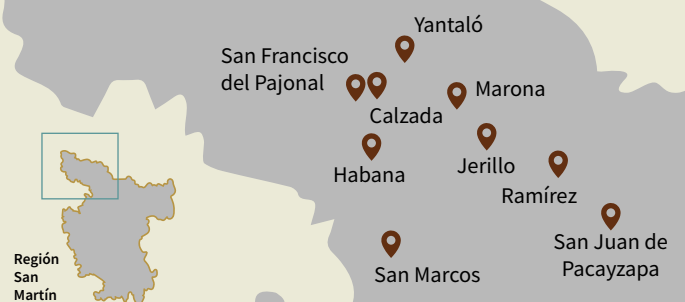 Yantaló
San Francisco
del Pajonal
Marona
Calzada
Jerillo
Habana
Ramírez
San Juan de
Pacayzapa
San Marcos
Región
San
Martín